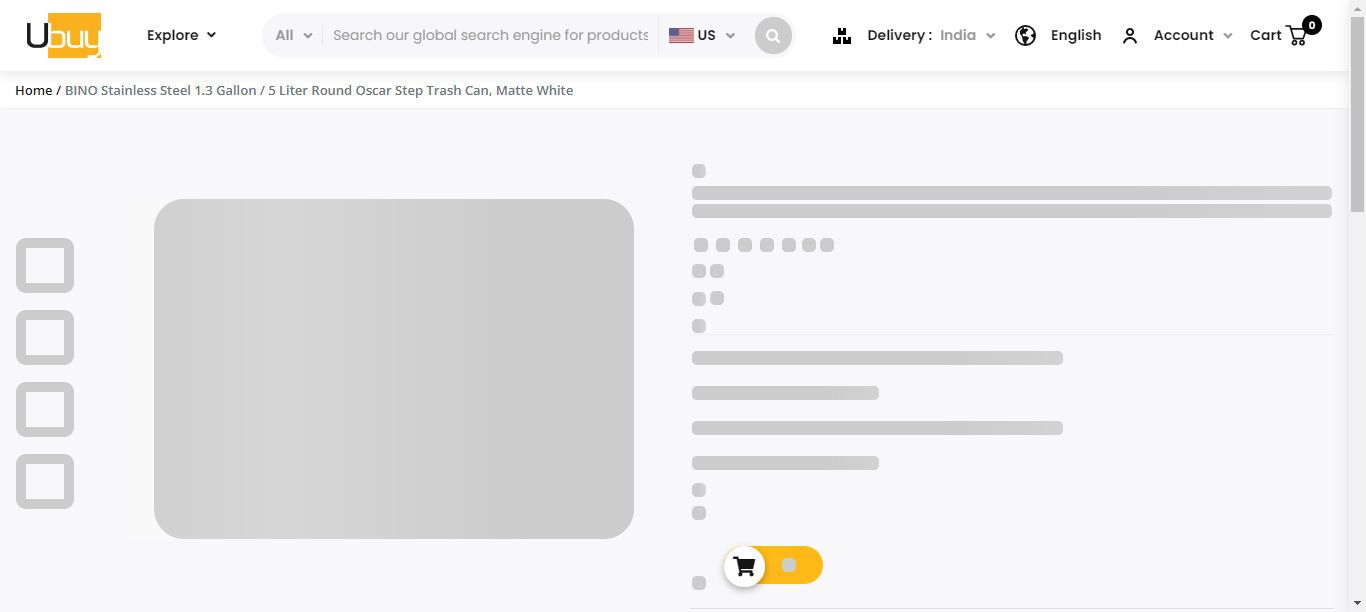 Ubuy
Explore
All
Search our global search engine for products
US
Delivery : India
English
Account
Cart
0
Home / BINO Stainless Steel 1.3 Gallon / 5 Liter Round Oscar Step Trash Can, Matte White